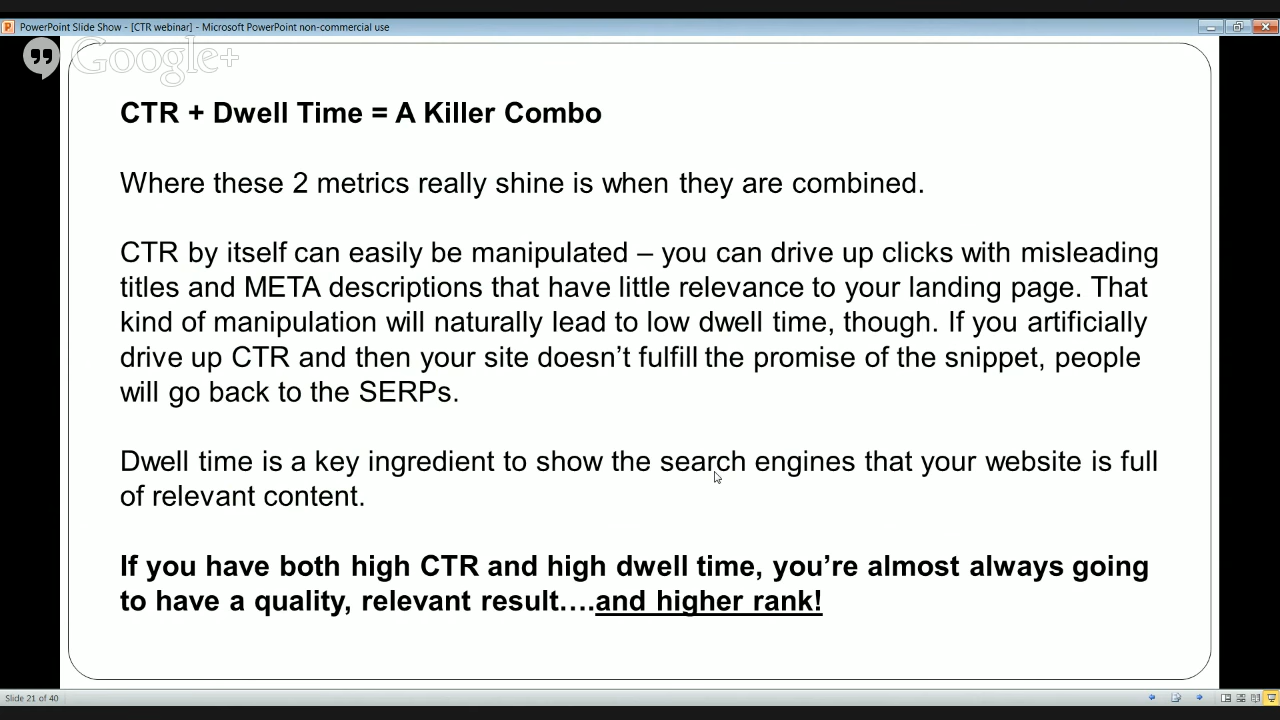 PowerPoint Slide Show - [CTR webinar] - Microsoft PowerPoint non-commercial use
Google+
CTR + Dwell Time = A Killer Combo
Where these 2 metrics really shine is when they are combined.
CTR by itself can easily be manipulated – you can drive up clicks with misleading
titles and META descriptions that have little relevance to your landing page. That
kind of manipulation will naturally lead to low dwell time, though. If you artificially
drive up CTR and then your site doesn’t fulfill the promise of the snippet, people
will go back to the SERPs.
Dwell time is a key ingredient to show the search engines that your website is full
of relevant content.
If you have both high CTR and high dwell time, you’re almost always going
to have a quality, relevant result….and higher rank!
Slide 21 of 40